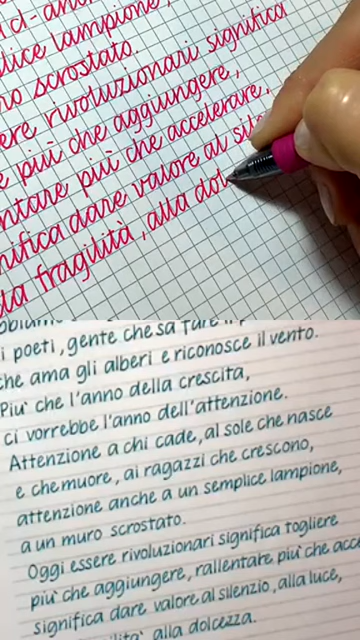 lice lampione,
scrostato.
ere rivoluzionari significa
e più che aggiungere,
ntare più che accelerare,
nifica dare valore al sile
la fragilità, alla dol
i poeti, gente che sa fare il p
che ama gli alberi e riconosce il vento.
Più che l'anno della crescita,
ci vorrebbe l'anno dell'attenzione.
Attenzione a chi cade, al sole che nasce
e che muore, ai ragazzi che crescono,
attenzione anche a un semplice lampione,
a un muro scrostato.
Oggi essere rivoluzionari significa togliere
più che aggiungere, rallentare più che acce
significa dare valore al silenzio, alla luce,
alla dolcezza.